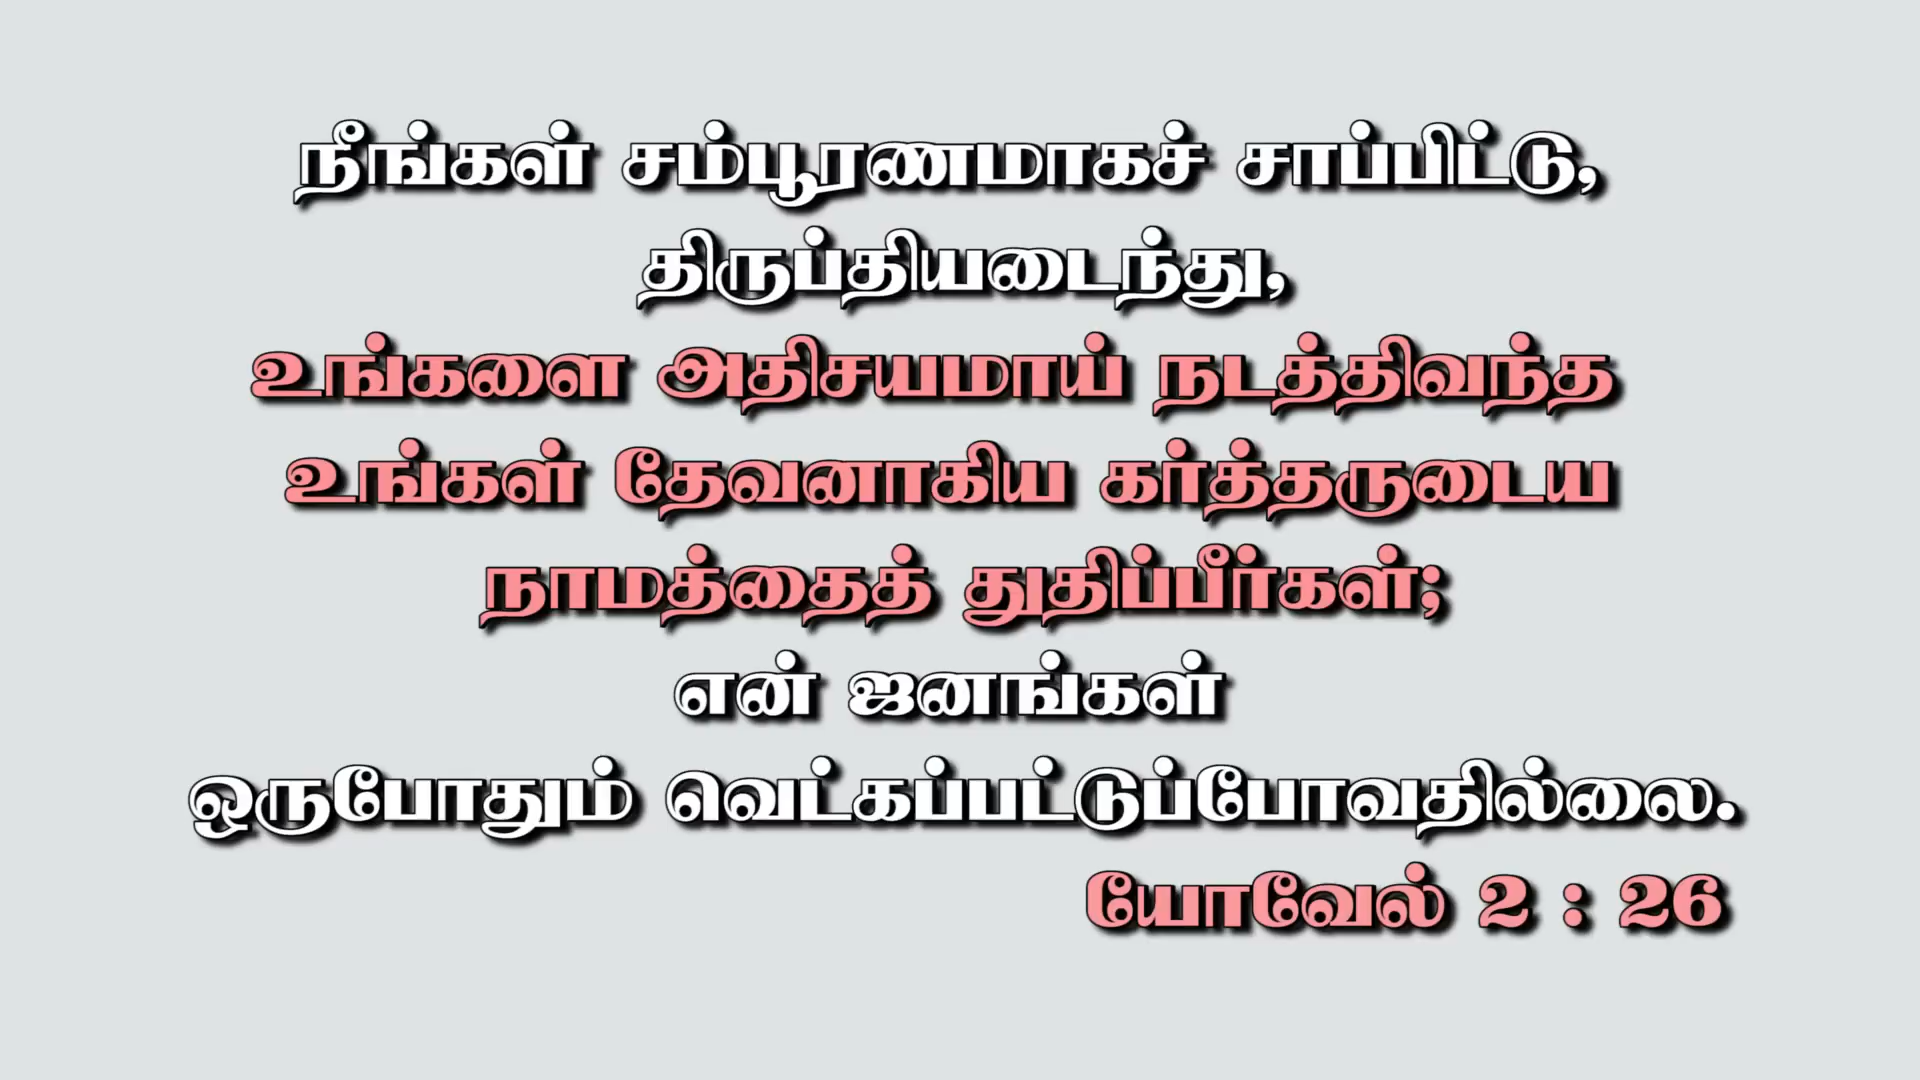 நீங்கள் சம்பூரணமாகச் சாப்பிட்டு,
திருப்தியடைந்து,
உங்களை அதிசயமாய் நடத்திவந்த
உங்கள் தேவனாகிய கர்த்தருடைய
நாமத்தைத் துதிப்பீர்கள்;
என் ஜனங்கள்
ஒருபோதும் வெட்கப்பட்டுப்போவதில்லை.
யோவேல் 2 : 26